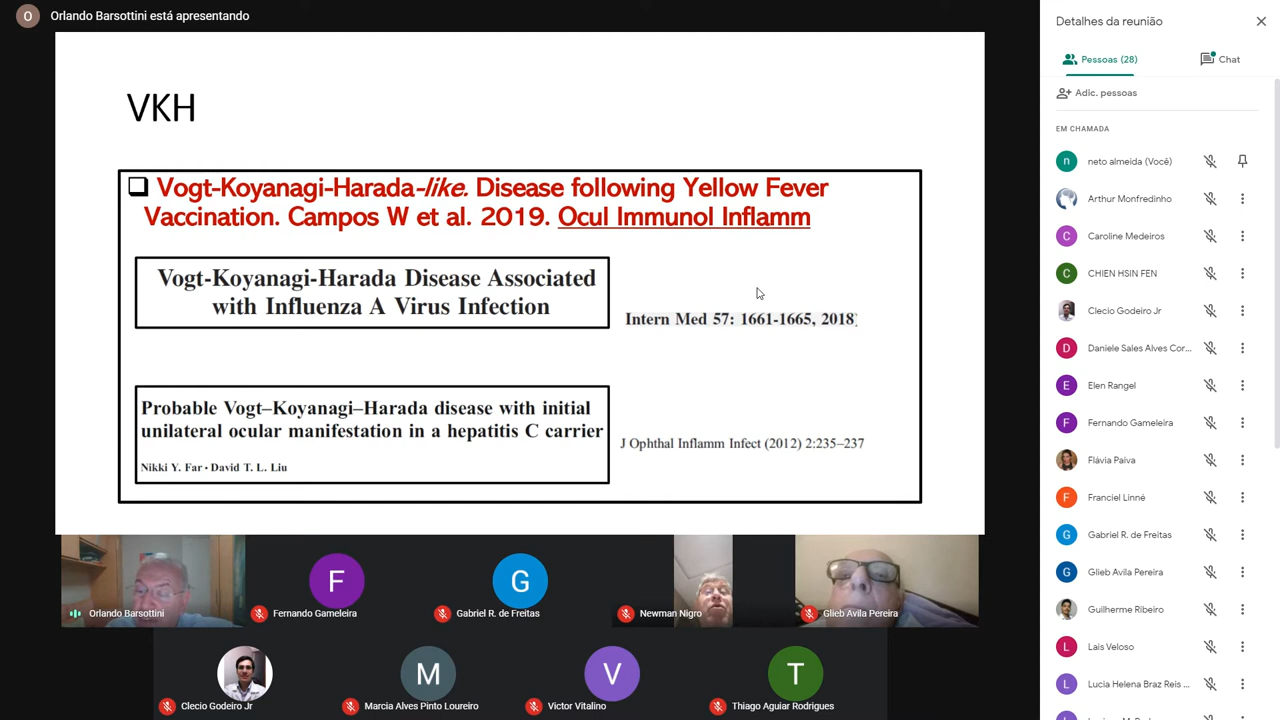 O
Orlando Barsottini está apresentando
VKH
Vogt-Koyanagi-Harada-like. Disease following Yellow Fever
Vaccination. Campos W et al. 2019. Ocul Immunol Inflamm
Vogt-Koyanagi-Harada Disease Associated
with Influenza A Virus Infection
Intern Med 57: 1661-1665, 2018
Probable Vogt–Koyanagi–Harada disease with initial
unilateral ocular manifestation in a hepatitis C carrier
Nikki Y. Far · David T. L. Liu
J Ophthal Inflamm Infect (2012) 2:235–237
Orlando Barsottini
F
Fernando Gameleira
G
Gabriel R. de Freitas
Newman Nigro
Glieb Avila Pereira
Clecio Godeiro Jr
M
Marcia Alves Pinto Loureiro
V
Victor Vitalino
T
Thiago Aguiar Rodrigues
Detalhes da reunião
Pessoas (28)
Chat
Adic. pessoas
EM CHAMADA
n
neto almeida (Você)
Arthur Monfredinho
C
Caroline Medeiros
C
CHIEN HSIN FEN
Clecio Godeiro Jr
D
Daniele Sales Alves Cor...
E
Elen Rangel
F
Fernando Gameleira
Flávia Paiva
F
Franciel Linné
G
Gabriel R. de Freitas
G
Glieb Avila Pereira
Guilherme Ribeiro
L
Laís Veloso
L
Lucia Helena Braz Reis ...